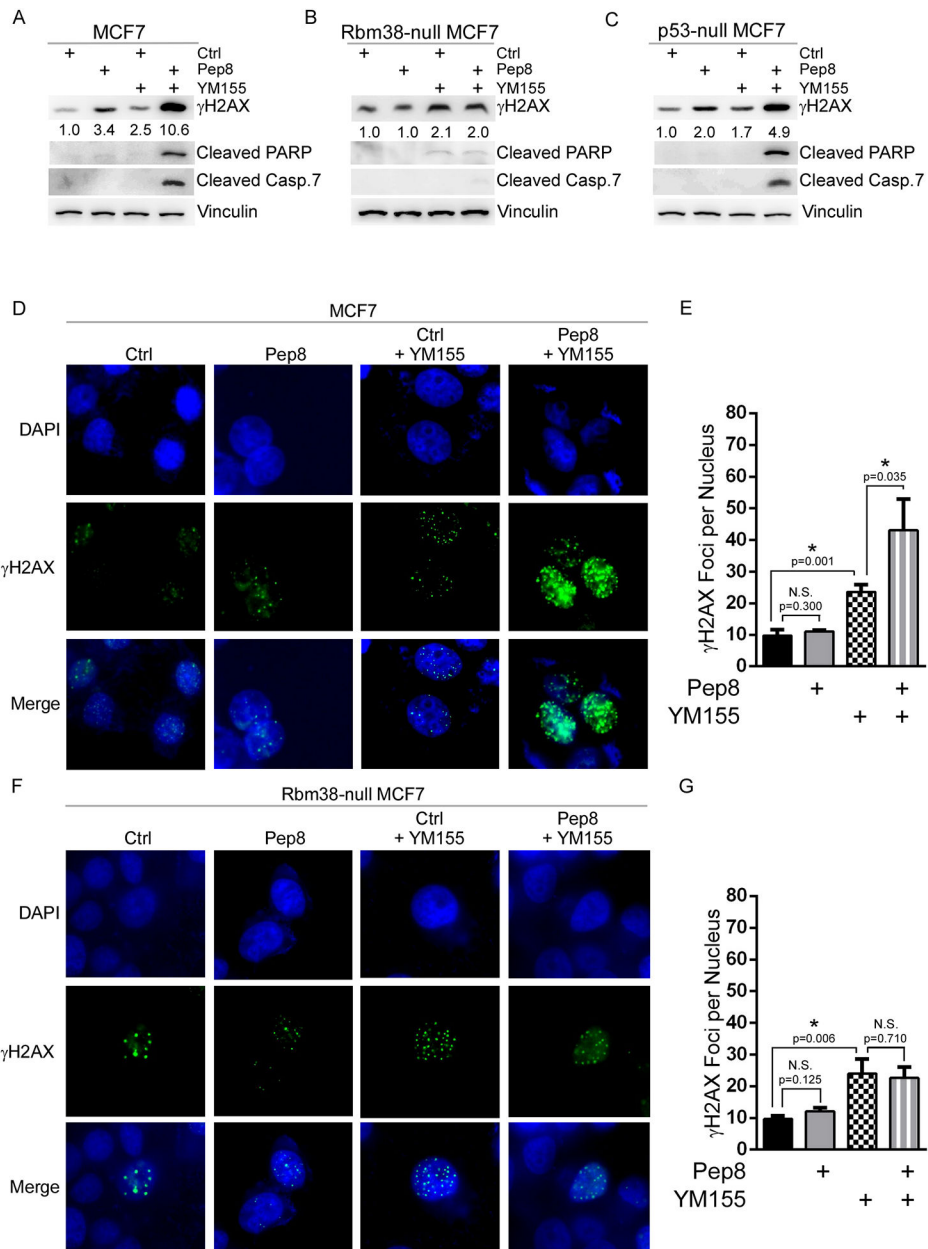 A
MCF7
+ + Ctrl
+ + Pep8
+ + YM155
γH2AX
1.0 3.4 2.5 10.6
Cleaved PARP
Cleaved Casp.7
Vinculin
B
Rbm38-null MCF7
+ + Ctrl
+ + Pep8
+ + YM155
γH2AX
1.0 1.0 2.1 2.0
Cleaved PARP
Cleaved Casp.7
Vinculin
C
p53-null MCF7
+ + Ctrl
+ + Pep8
+ + YM155
γH2AX
1.0 2.0 1.7 4.9
Cleaved PARP
Cleaved Casp.7
Vinculin
D
MCF7
Ctrl Pep8 Ctrl + YM155 Pep8 + YM155
DAPI
γH2AX
Merge
E
γH2AX Foci per Nucleus
80
70
60
50
40
30
20
10
0
*
p=0.035
*
p=0.001
N.S.
p=0.300
Pep8 + +
YM155 + +
F
Rbm38-null MCF7
Ctrl Pep8 Ctrl + YM155 Pep8 + YM155
DAPI
γH2AX
Merge
G
γH2AX Foci per Nucleus
80
70
60
50
40
30
20
10
0
*
p=0.006
N.S.
p=0.710
N.S.
p=0.125
Pep8 + +
YM155 + +